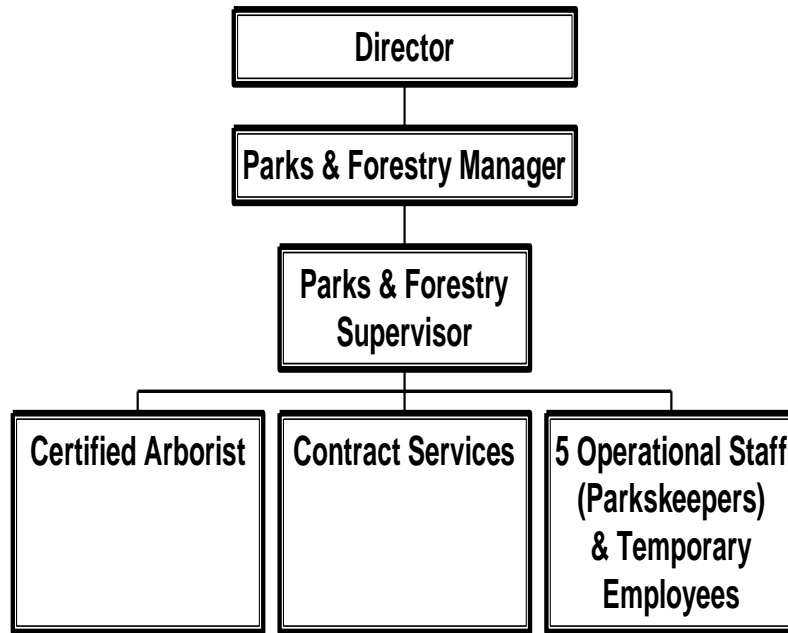 Director
Parks & Forestry Manager
Parks & Forestry
Supervisor
Certified Arborist
Contract Services
5 Operational Staff
(Parkskeepers)
& Temporary
Employees